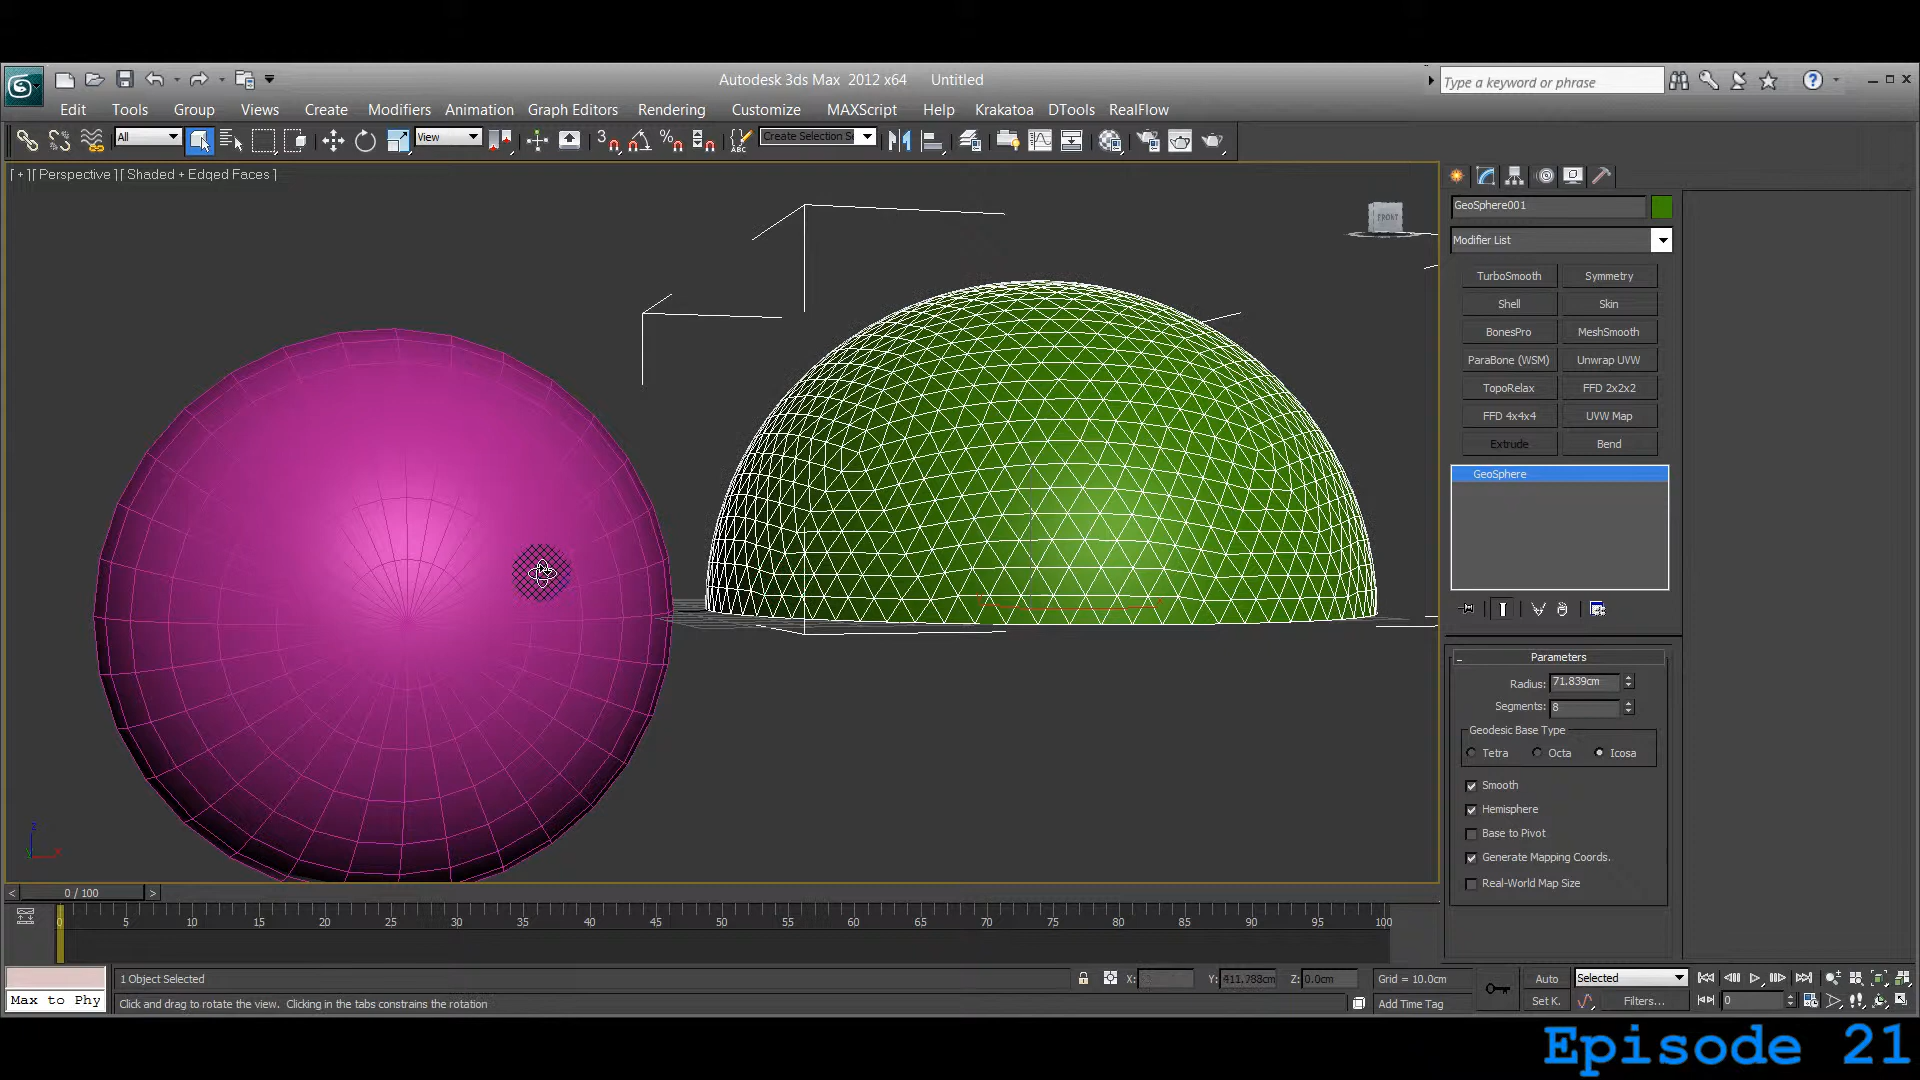 Autodesk 3ds Max 2012 x64 Untitled
Type a keyword or phrase
Edit Tools Group Views Create Modifiers Animation Graph Editors Rendering Customize MAXScript Help Krakatoa DTools RealFlow
All View 3 % ABC Create Selection Se
[ + ][ Perspective ][ Shaded + Edged Faces ]
FRONT
GeoSphere001
Modifier List
TurboSmooth Symmetry
Shell Skin
BonesPro MeshSmooth
ParaBone (WSM) Unwrap UVW
TopoRelax FFD 2x2x2
FFD 4x4x4 UVW Map
Extrude Bend
GeoSphere
- Parameters
Radius: 71.839cm
Segments: 8
Geodesic Base Type
Tetra Octa Icosa
Smooth
Hemisphere
Base to Pivot
Generate Mapping Coords.
Real-World Map Size
z
x
< 0 / 100 >
0 5 10 15 20 25 30 35 40 45 50 55 60 65 70 75 80 85 90 95 100
1 Object Selected X: Y: 411.788cm Z: 0.0cm Grid = 10.0cm Auto Selected
Max to Phy Click and drag to rotate the view. Clicking in the tabs constrains the rotation Add Time Tag Set K. Filters... 0
Episode 21